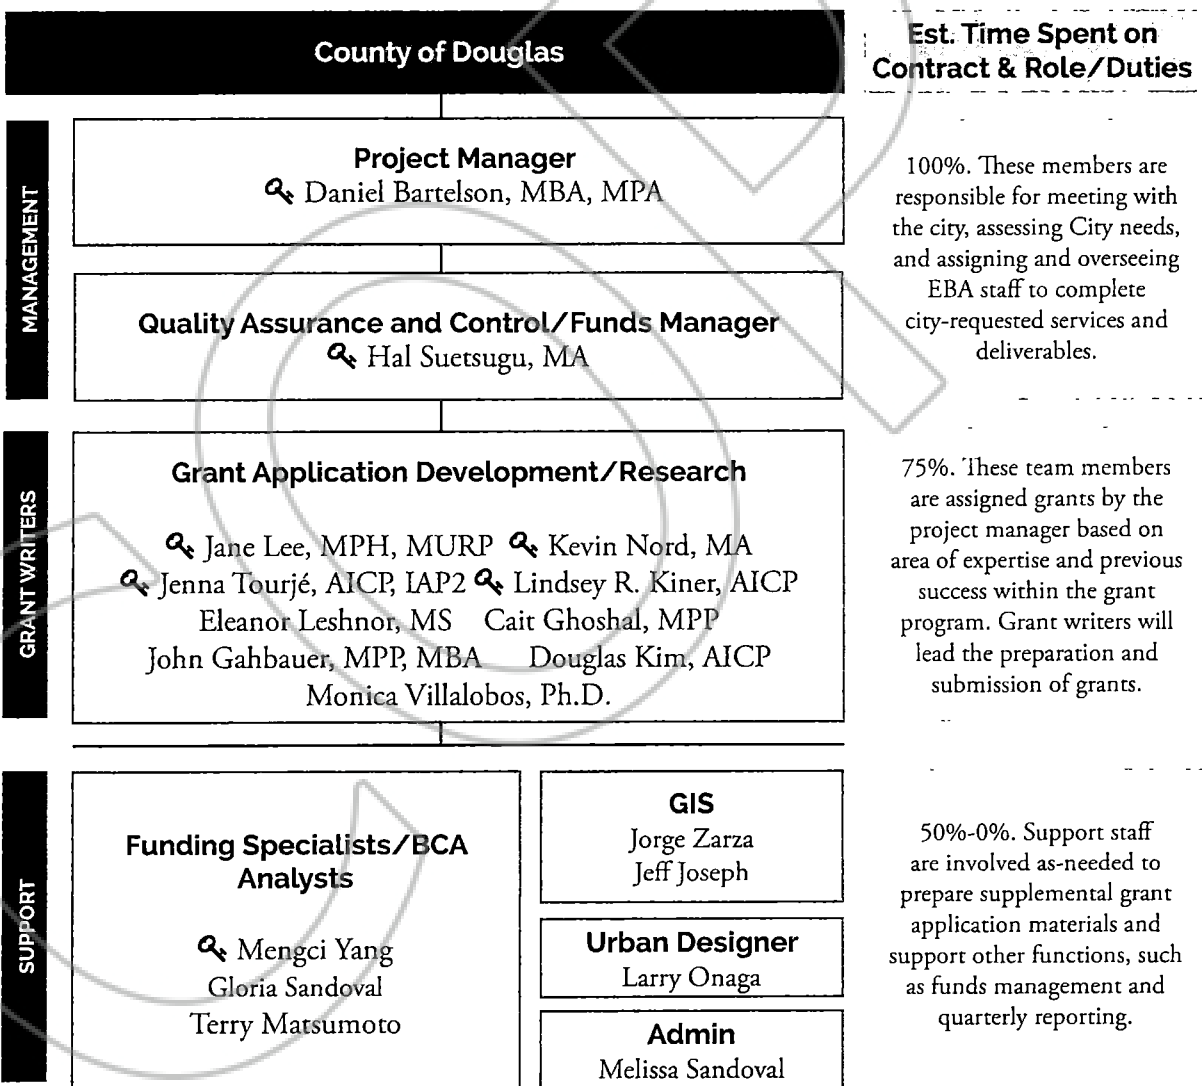 County of Douglas
Est. Time Spent on
Contract & Role/Duties
MANAGEMENT
Project Manager
Daniel Bartelson, MBA, MPA
Quality Assurance and Control/Funds Manager
Hal Suetsugu, MA
100%. These members are
responsible for meeting with
the city, assessing City needs,
and assigning and overseeing
EBA staff to complete
city-requested services and
deliverables.
GRANT WRITERS
Grant Application Development/Research
Jane Lee, MPH, MURP Kevin Nord, MA
Jenna Tourjé, AICP, IAP2 Lindsey R. Kiner, AICP
Eleanor Leshnor, MS Cait Ghoshal, MPP
John Gahbauer, MPP, MBA Douglas Kim, AICP
Monica Villalobos, Ph.D.
75%. These team members
are assigned grants by the
project manager based on
area of expertise and previous
success within the grant
program. Grant writers will
lead the preparation and
submission of grants.
SUPPORT
Funding Specialists/BCA
Analysts
Mengci Yang
Gloria Sandoval
Terry Matsumoto
GIS
Jorge Zarza
Jeff Joseph
Urban Designer
Larry Onaga
Admin
Melissa Sandoval
50%-0%. Support staff
are involved as-needed to
prepare supplemental grant
application materials and
support other functions, such
as funds management and
quarterly reporting.